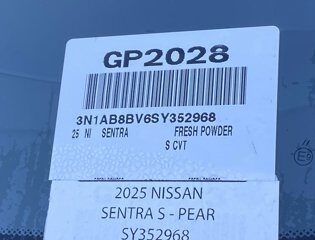 GP2028
3N1AB8BV6SY352968
25 NI SENTRA FRESH POWDER
S CVT
2025 NISSAN
SENTRA S - PEAR
SY352968